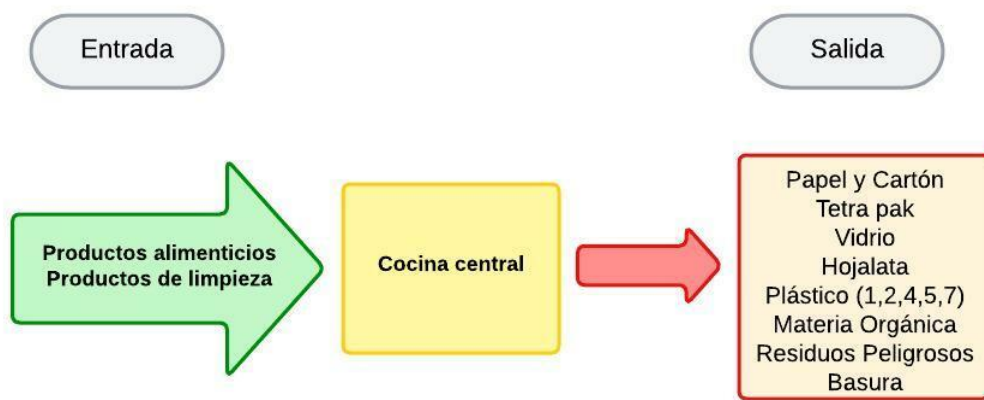 Entrada
Salida
Productos alimenticios
Productos de limpieza
Cocina central
Papel y Cartón
Tetra pak
Vidrio
Hojalata
Plástico (1,2,4,5,7)
Materia Orgánica
Residuos Peligrosos
Basura